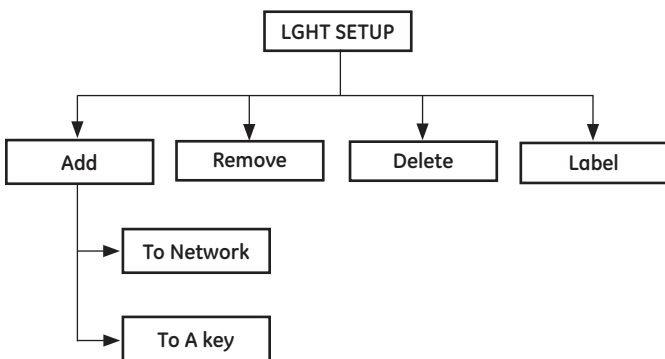 LGHT SETUP
Add
Remove
Delete
Label
To Network
To A key